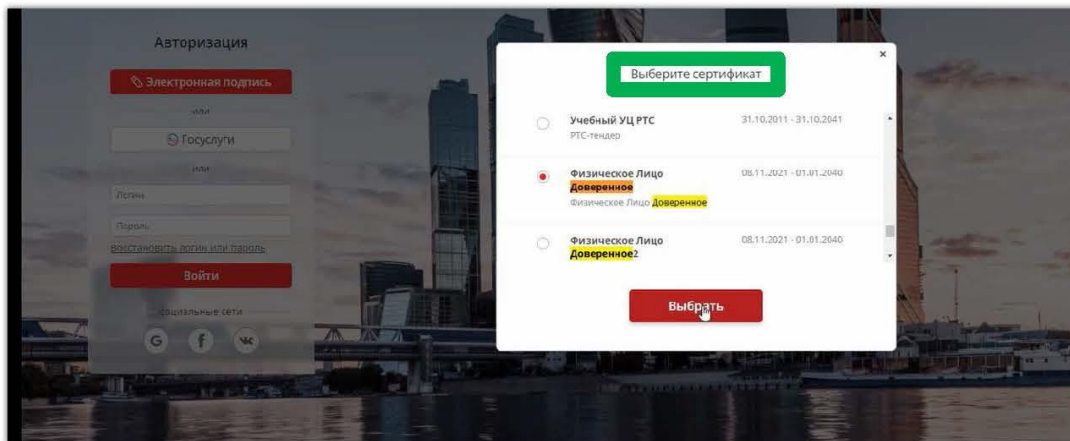 Авторизация
Электронная подпись
или
Госуслуги
или
Логин
Пароль
Восстановить логин или пароль
Войти
Социальные сети
G f
Выберите сертификат
×
Учебный УЦ РТС
31.10.2011 - 31.10.2041
РТС-тендер
Физическое Лицо
08.11.2021 - 01.01.2040
Доверенное
Физическое Лицо Доверенное
Физическое Лицо
08.11.2021 - 01.01.2040
Доверенное2
Выбрать